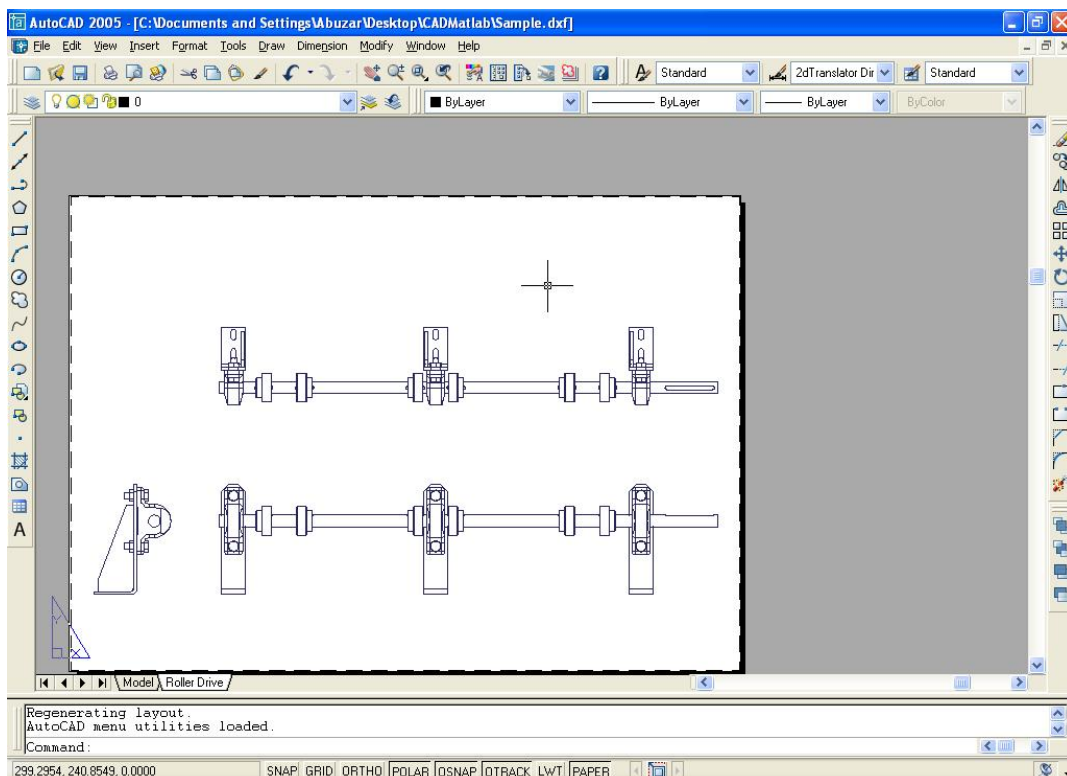 AutoCAD 2005 - [C:\Documents and Settings\Abuzar\Desktop\CADMatlab\Sample.dxf]
File Edit View Insert Format Tools Draw Dimension Modify Window Help
Standard 2dTranslator Dir Standard
0 ByLayer ByLayer ByLayer ByColor
A
Y
X
Model Roller Drive
Regenerating layout.
AutoCAD menu utilities loaded.
Command:
299.2954, 240.8549, 0.0000 SNAP GRID ORTHO POLAR OSNAP OTRACK LWT PAPER